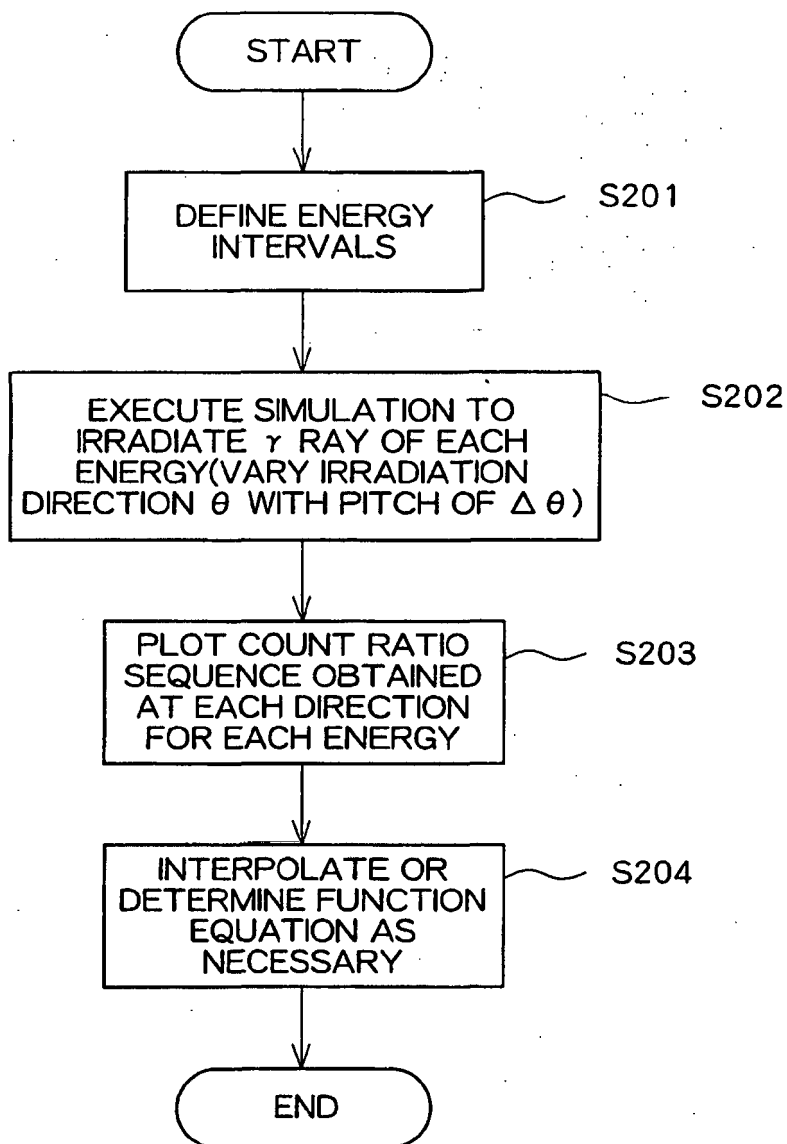 START
DEFINE ENERGY
INTERVALS
S201
EXECUTE SIMULATION TO
IRRADIATE γ RAY OF EACH
ENERGY(VARY IRRADIATION
DIRECTION θ WITH PITCH OF △ θ)
S202
PLOT COUNT RATIO
SEQUENCE OBTAINED
AT EACH DIRECTION
FOR EACH ENERGY
S203
INTERPOLATE OR
DETERMINE FUNCTION
EQUATION AS
NECESSARY
S204
END